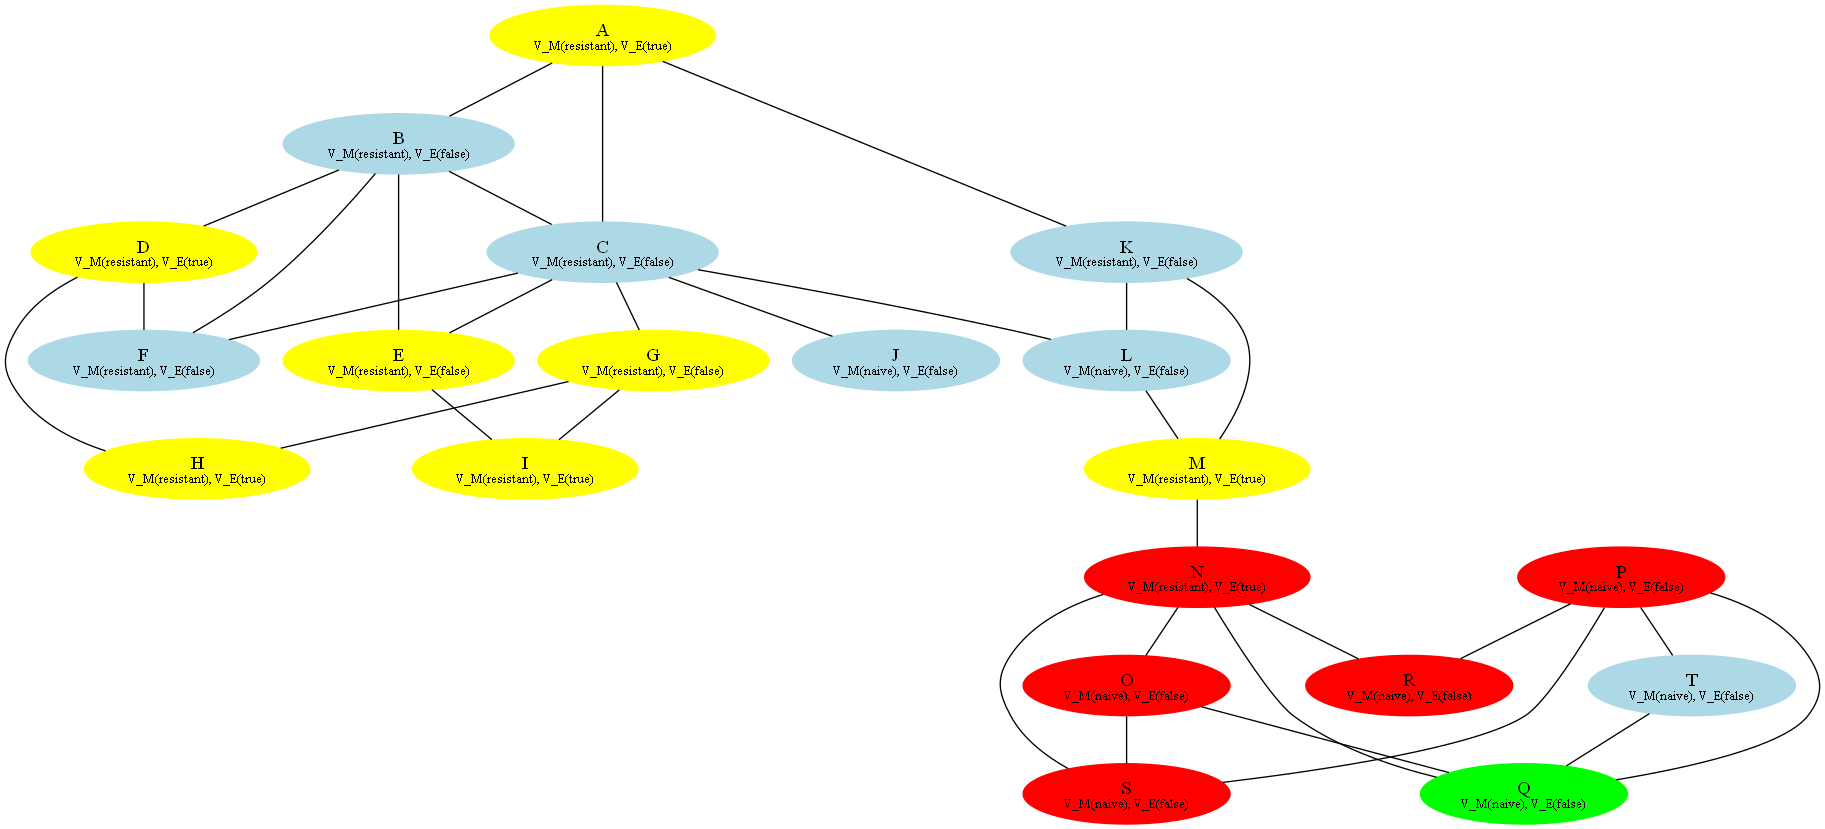 A
V_M(resistant), V_E(true)
B
V_M(resistant), V_E(false)
D
V_M(resistant), V_E(true)
C
V_M(resistant), V_E(false)
K
V_M(resistant), V_E(false)
F
V_M(resistant), V_E(false)
E
V_M(resistant), V_E(false)
G
V_M(resistant), V_E(false)
J
V_M(naive), V_E(false)
L
V_M(naive), V_E(false)
H
V_M(resistant), V_E(true)
I
V_M(resistant), V_E(true)
M
V_M(resistant), V_E(true)
N
V_M(resistant), V_E(true)
P
V_M(naive), V_E(false)
O
V_M(naive), V_E(false)
R
V_M(naive), V_E(false)
T
V_M(naive), V_E(false)
S
V_M(naive), V_E(false)
Q
V_M(naive), V_E(false)